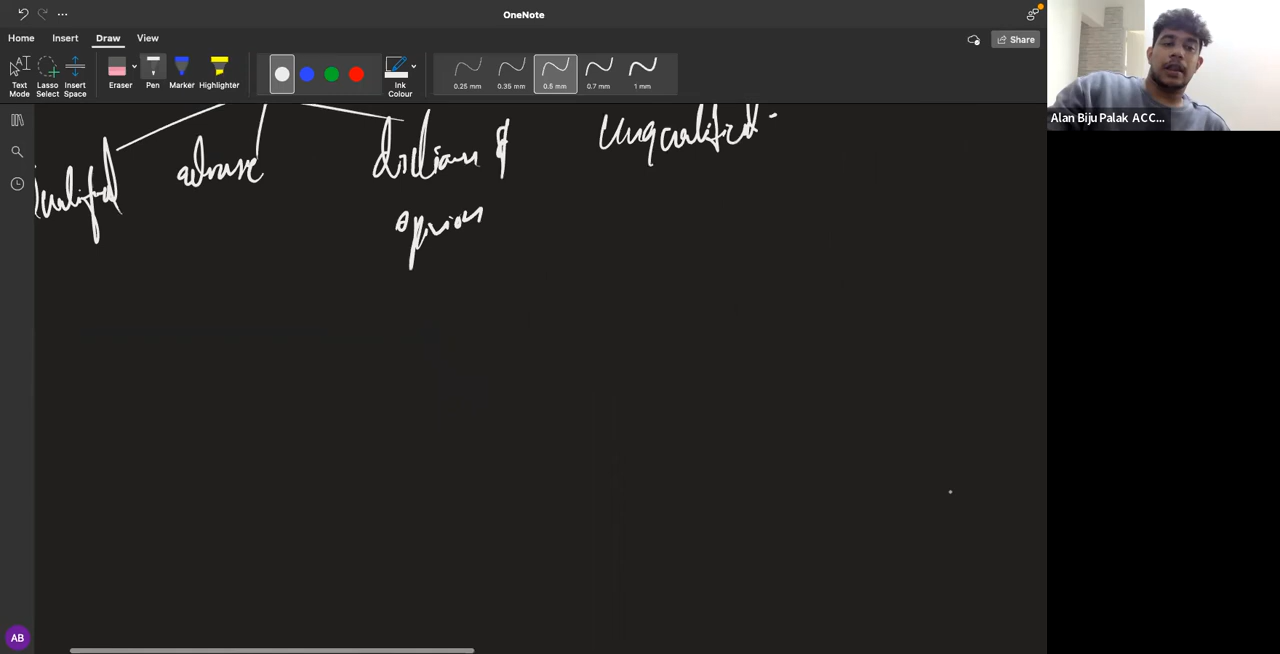 OneNote
Home Insert Draw View
Share
Text Mode
Lasso Select
Insert Space
Eraser
Pen
Marker
Highlighter
Ink Colour
0.25 mm
0.35 mm
0.5 mm
0.7 mm
1 mm
Alan Biju Palak ACC...
qualified adverse disclaim of unqualified -
opinion
AB